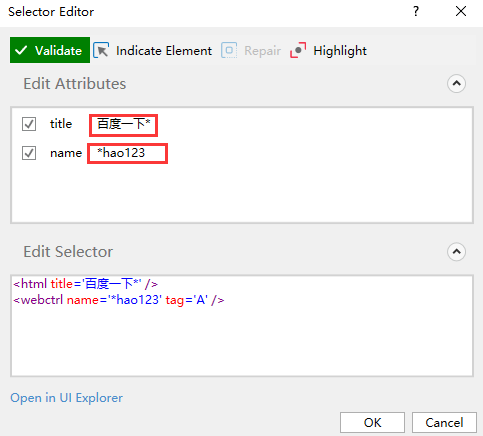 Selector Editor
? ×
Validate Indicate Element Repair Highlight
Edit Attributes
title 百度一下*
name *hao123
Edit Selector
<html title='百度一下*' />
<webctrl name='*hao123' tag='A' />
Open in UI Explorer
OK Cancel